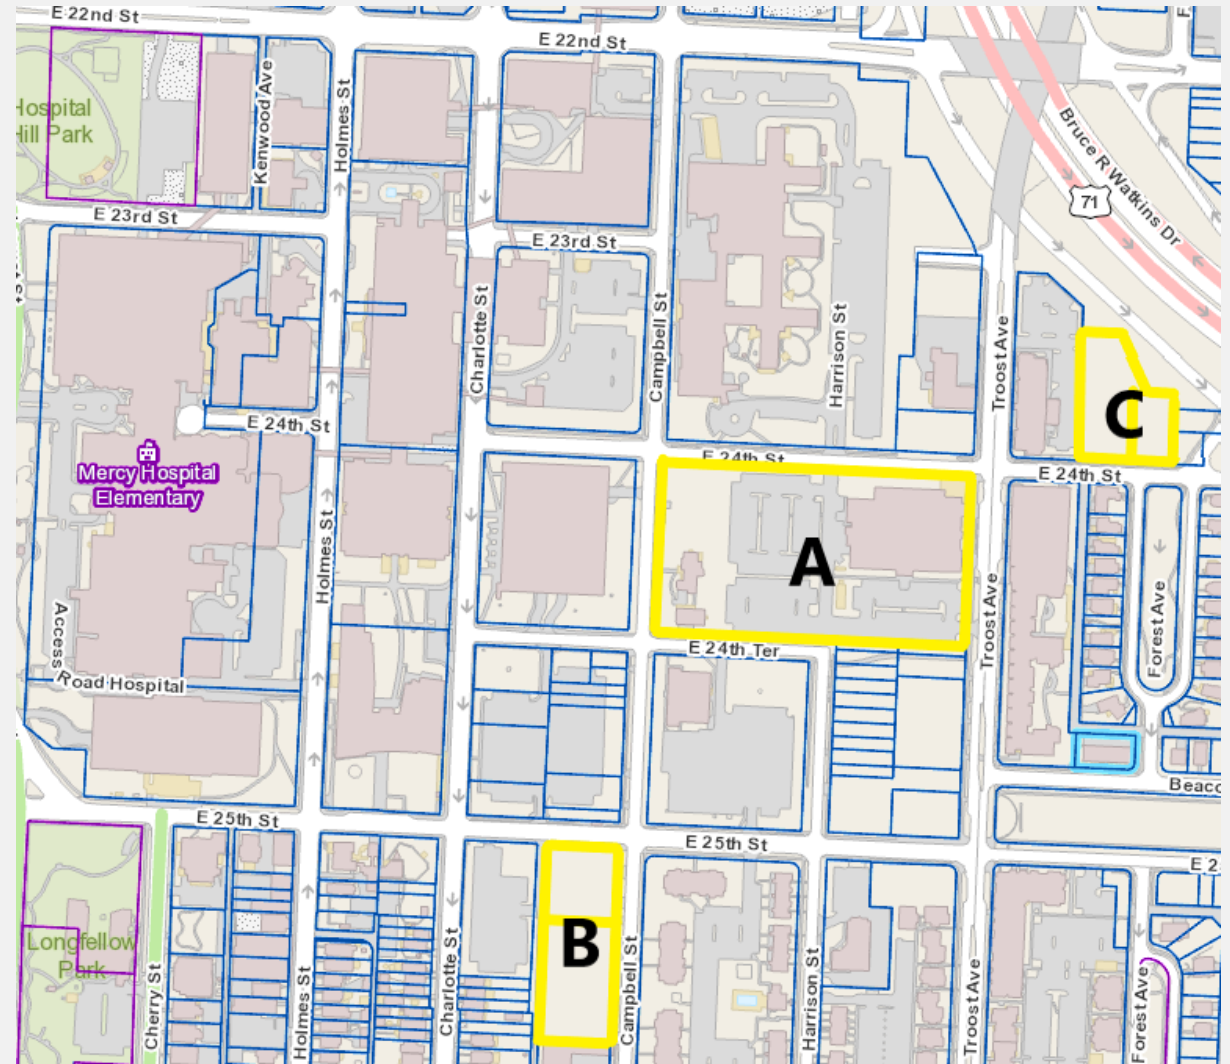 E 22nd St
E 22nd St
Hospital
Hill Park
Kenwood Ave
Holmes St
Bruce R Watkins Dr
71
E 23rd St
E 23rd St
Charlotte St
Campbell St
Harrison St
Troost Ave
C
E 24th St
E 24th St
E 24th St
Mercy Hospital
Elementary
Holmes St
A
Troost Ave
Forest Ave
Access
Road Hospital
E 24th Ter
Beaco
E 25th St
E 25th St
E 2
B
Longfellow
Park
Cherry St
Holmes St
Charlotte St
Campbell St
Harrison St
Troost Ave
Forest Ave